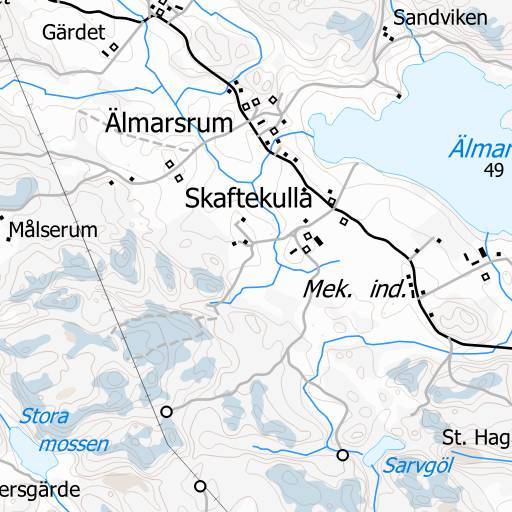 Sandviken
Gärdet
Älmarsrum
Älmar
49
Skaftekulla
Målserum
Mek. ind.
Stora
mossen
St. Hag
Sarvgöl
ersgärde